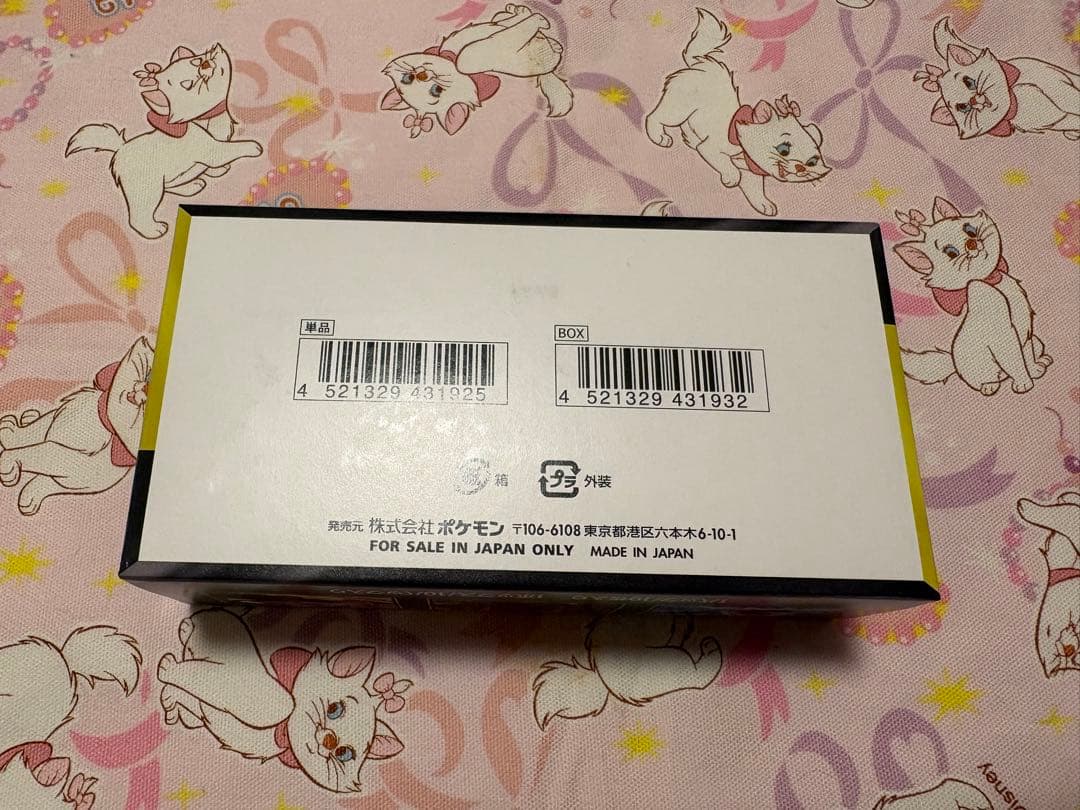 単品
BOX
4 521329 431925
4 521329 431932
箱
プラ 外装
発売元 株式会社ポケモン 〒106-6108 東京都港区六本木6-10-1
FOR SALE IN JAPAN ONLY MADE IN JAPAN
isney